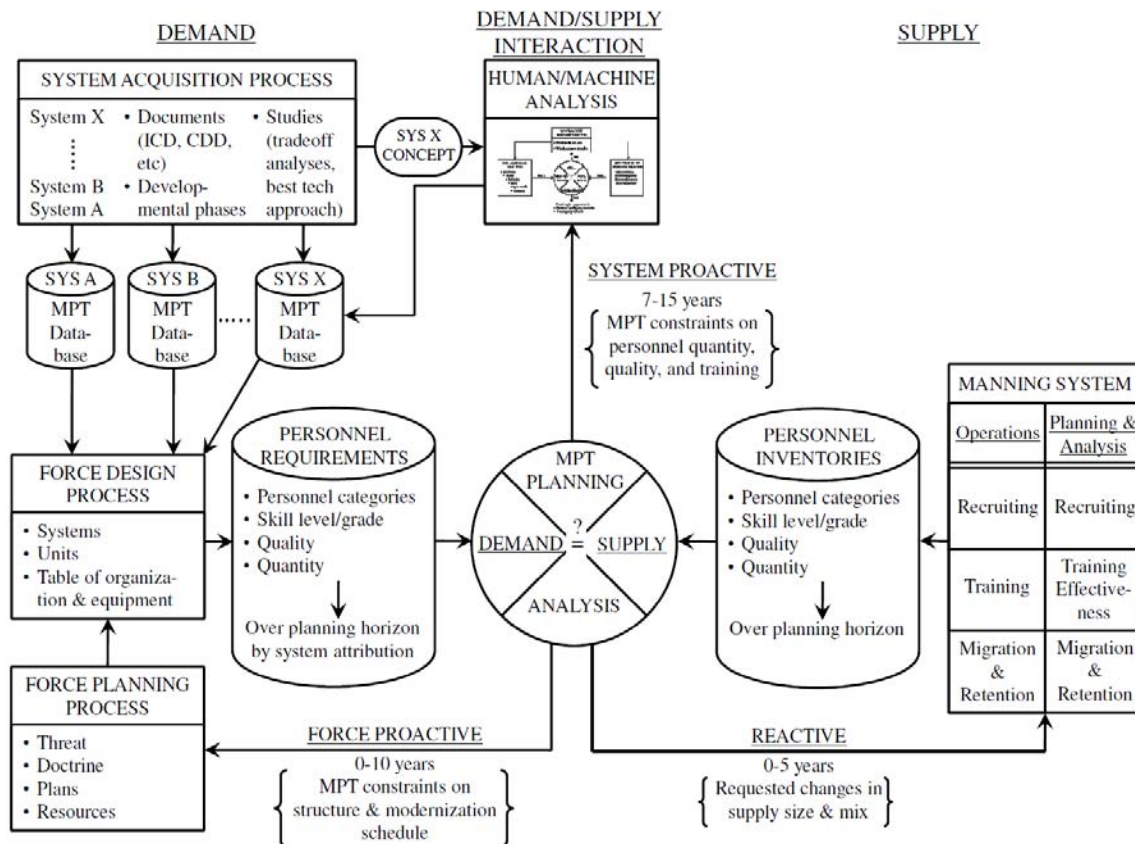 DEMAND
DEMAND/SUPPLY
INTERACTION
SUPPLY
SYSTEM ACQUISITION PROCESS
System X
System B
System A
• Documents
(ICD, CDD,
etc)
• Develop-
mental phases
• Studies
(tradeoff
analyses,
best tech
approach)
SYS X
CONCEPT
HUMAN/MACHINE
ANALYSIS
SYS A
MPT
Data-
base
SYS B
MPT
Data-
base
.....
SYS X
MPT
Data-
base
SYSTEM PROACTIVE
7-15 years
MPT constraints on
personnel quantity,
quality, and training
FORCE DESIGN
PROCESS
• Systems
• Units
• Table of organiza-
tion & equipment
PERSONNEL
REQUIREMENTS
• Personnel categories
• Skill level/grade
• Quality
• Quantity
Over planning horizon
by system attribution
MPT
PLANNING
?
DEMAND = SUPPLY
ANALYSIS
PERSONNEL
INVENTORIES
• Personnel categories
• Skill level/grade
• Quality
• Quantity
Over planning horizon
MANNING SYSTEM
Operations
Planning &
Analysis
Recruiting
Recruiting
Training
Training
Effective-
ness
Migration
&
Retention
Migration
&
Retention
FORCE PLANNING
PROCESS
• Threat
• Doctrine
• Plans
• Resources
FORCE PROACTIVE
0-10 years
MPT constraints on
structure & modernization
schedule
REACTIVE
0-5 years
Requested changes in
supply size & mix